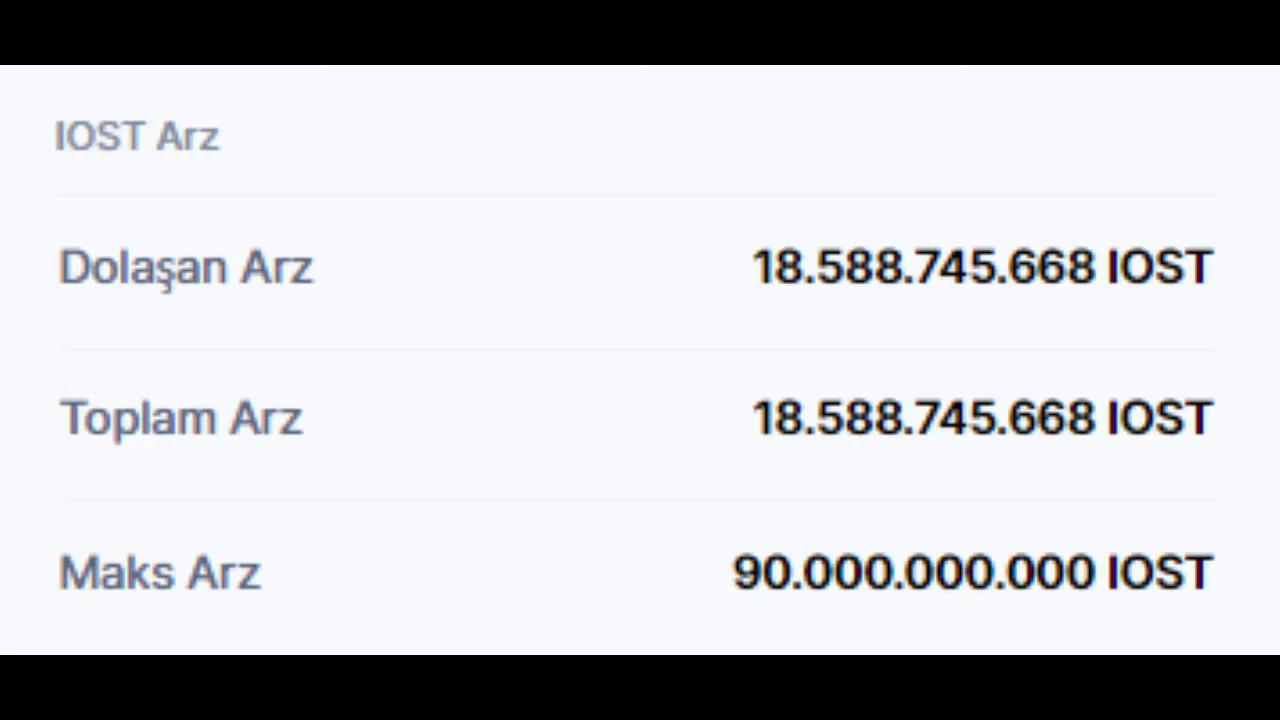 IOST Arz
Dolaşan Arz 18.588.745.668 IOST
Toplam Arz 18.588.745.668 IOST
Maks Arz 90.000.000.000 IOST